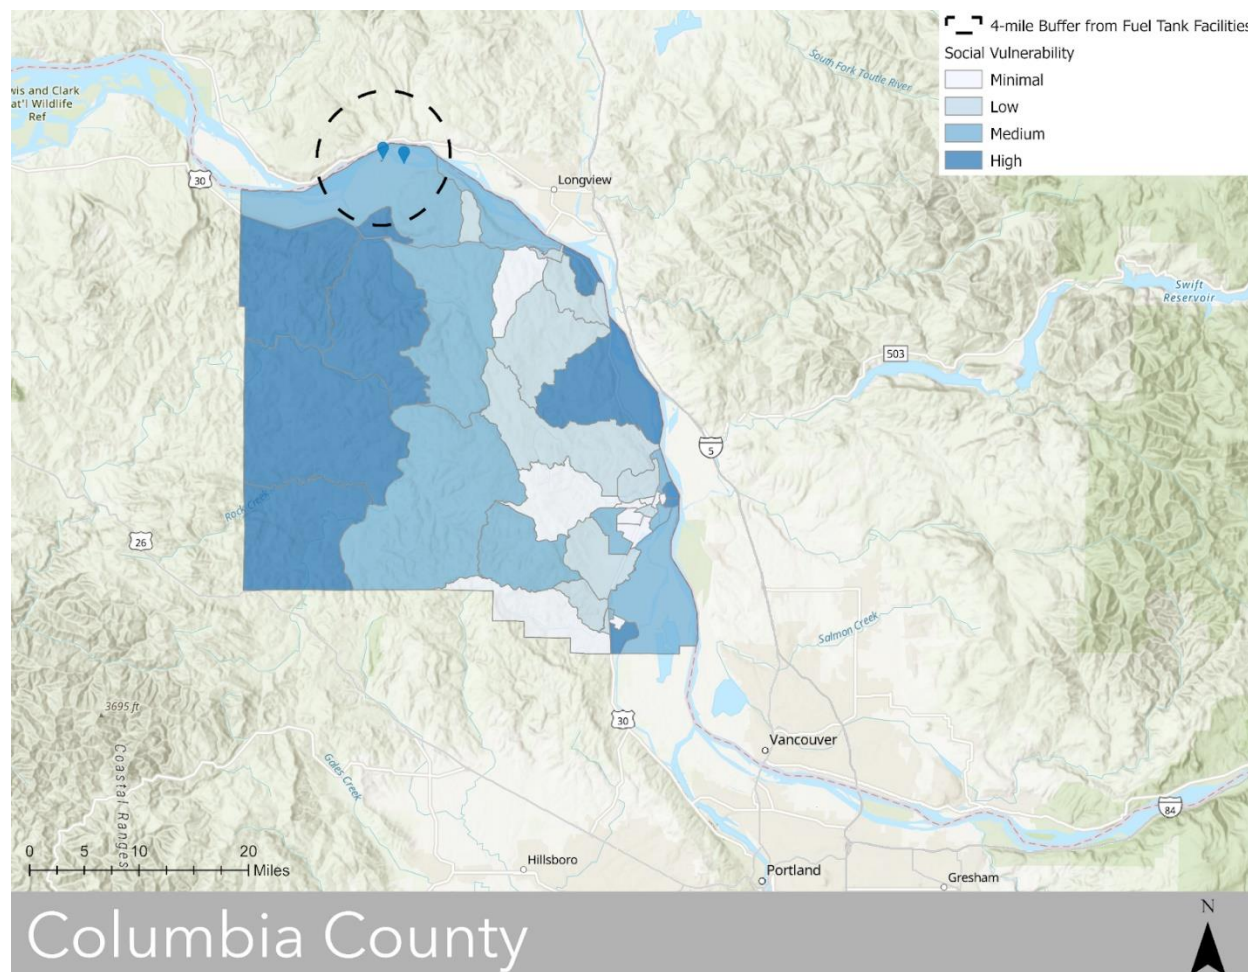 4-mile Buffer from Fuel Tank Facilities
Social Vulnerability
Minimal
Low
Medium
High
South Fork Toutle River
wis and Clark
at'l Wildlife
Ref
30
Longview
Swift
Reservoir
503
5
Rock Creek
26
Salmon Creek
3695 ft
30
Vancouver
Coastal Ranges
Gales Creek
84
0 5 10 20
Miles
Hillsboro
Portland
Gresham
Columbia County
N